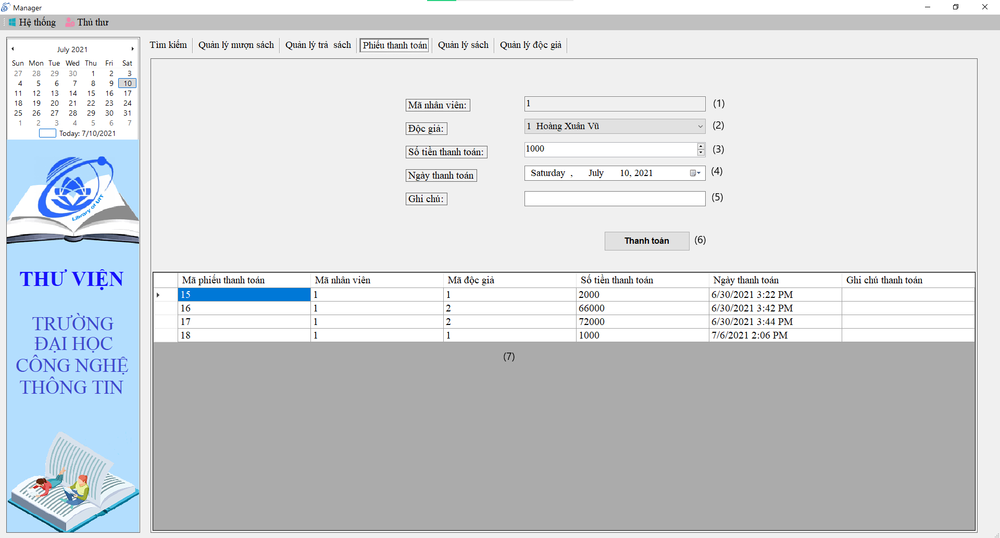 Manager
Hệ thống Thủ thư
July 2021
Sun Mon Tue Wed Thu Fri Sat
27 28 29 30 1 2 3
4 5 6 7 8 9 10
11 12 13 14 15 16 17
18 19 20 21 22 23 24
25 26 27 28 29 30 31
1 2 3 4 5 6 7
Today: 7/10/2021
Library of UIT
THƯ VIỆN
TRƯỜNG
ĐẠI HỌC
CÔNG NGHỆ
THÔNG TIN
Tìm kiếm Quản lý mượn sách Quản lý trả sách Phiếu thanh toán Quản lý sách Quản lý độc giả
Mã nhân viên: 1 (1)
Độc giả: 1 Hoàng Xuân Vũ (2)
Số tiền thanh toán: 1000 (3)
Ngày thanh toán Saturday , July 10, 2021 (4)
Ghi chú: (5)
Thanh toán (6)
Mã phiếu thanh toán Mã nhân viên Mã độc giả Số tiền thanh toán Ngày thanh toán Ghi chú thanh toán
15 1 1 2000 6/30/2021 3:22 PM
16 1 2 66000 6/30/2021 3:42 PM
17 1 2 72000 6/30/2021 3:44 PM
18 1 1 1000 7/6/2021 2:06 PM
(7)